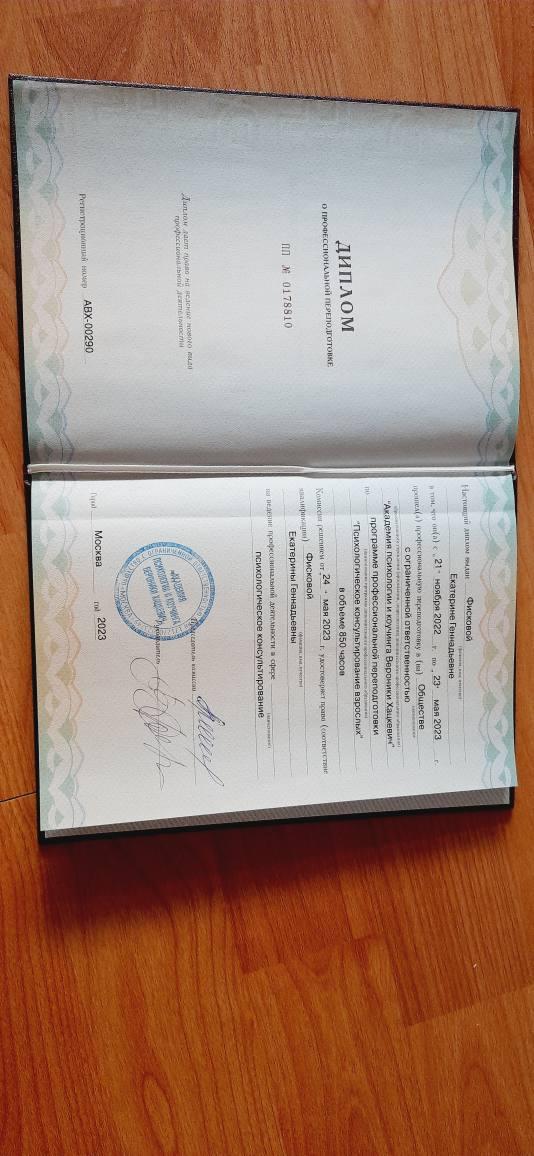 ДИПЛОМ
О ПРОФЕССИОНАЛЬНОЙ ПЕРЕПОДГОТОВКЕ
ПП № 0178810
Диплом дает право на ведение нового вида
профессиональной деятельности
Регистрационный номер АВХ-00290
Настоящий диплом выдан Фисковой
Екатерине Геннадьевне
в том, что он(а) с „ 21 „ ноября 2022 г. по „ 23 „ мая 2023 г.
прошел(а) профессиональную переподготовку в (на) Обществе
с ограниченной ответственностью
"Академия психологии и коучинга Вероники Хацкевич"
по программе профессиональной переподготовки
"Психологическое консультирование взрослых"
в объеме 850 часов
Комиссия решением от 24 „ мая 2023 г. удостоверяет право (соответствие
квалификации) Фисковой
Екатерины Геннадьевны
на ведение профессиональной деятельности в сфере
психологическое консультирование
Председатель комиссии
Город Москва год 2023